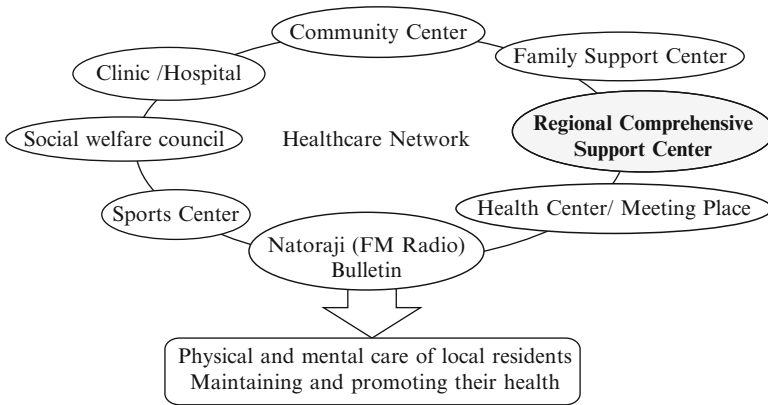 Community Center
Family Support Center
Clinic /Hospital
Regional Comprehensive
Support Center
Social welfare council
Healthcare Network
Sports Center
Health Center/ Meeting Place
Natoraji (FM Radio)
Bulletin
Physical and mental care of local residents
Maintaining and promoting their health